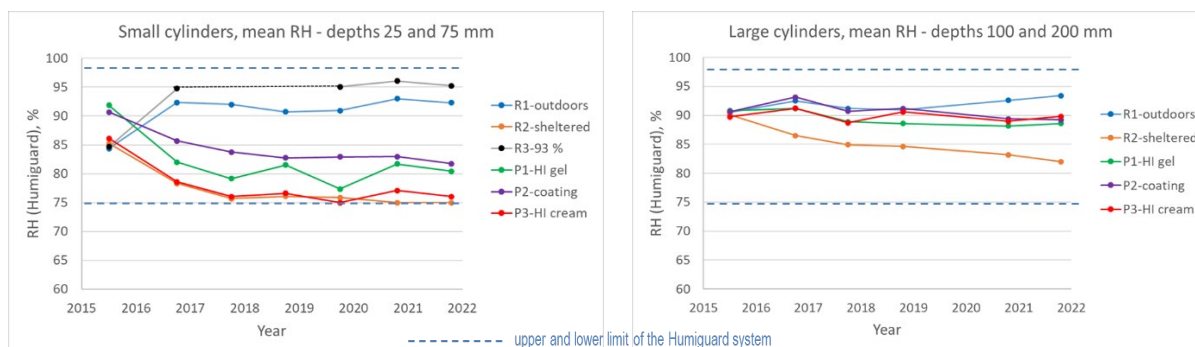 Small cylinders, mean RH - depths 25 and 75 mm
RH (Humiguard), %
100
95
90
85
80
75
70
65
60
2015 2016 2017 2018 2019 2020 2021 2022
Year
R1-outdoors
R2-sheltered
R3-93 %
P1-HI gel
P2-coating
P3-HI cream
Large cylinders, mean RH - depths 100 and 200 mm
RH (Humiguard), %
100
95
90
85
80
75
70
65
60
2015 2016 2017 2018 2019 2020 2021 2022
Year
R1-outdoors
R2-sheltered
P1-HI gel
P2-coating
P3-HI cream
upper and lower limit of the Humiguard system